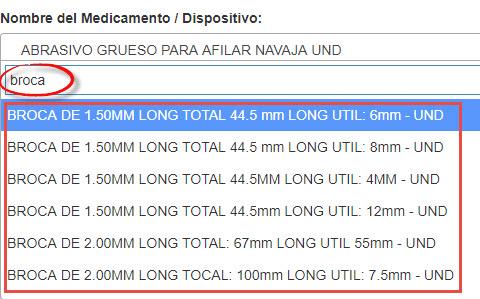 Nombre del Medicamento / Dispositivo:
ABRASIVO GRUESO PARA AFILAR NAVAJA UND
broca
BROCA DE 1.50MM LONG TOTAL 44.5 mm LONG UTIL: 6mm - UND
BROCA DE 1.50MM LONG TOTAL 44.5 mm LONG UTIL: 8mm - UND
BROCA DE 1.50MM LONG TOTAL 44.5MM LONG UTIL: 4MM - UND
BROCA DE 1.50MM LONG TOTAL 44.5mm LONG UTIL: 12mm - UND
BROCA DE 2.00MM LONG TOTAL: 67mm LONG UTIL 55mm - UND
BROCA DE 2.00MM LONG TOCAL: 100mm LONG UTIL: 7.5mm - UND